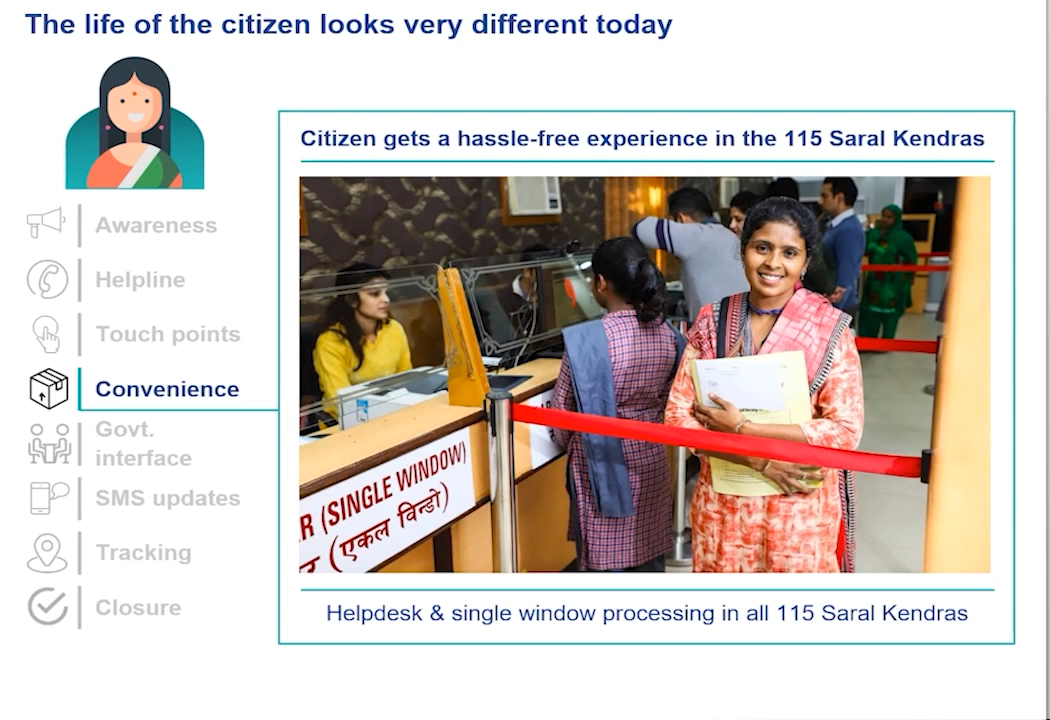 The life of the citizen looks very different today
Citizen gets a hassle-free experience in the 115 Saral Kendras
Awareness
Helpline
Touch points
Convenience
Govt.
interface
SMS updates
Tracking
Closure
R (SINGLE WINDOW)
(एकल विन्डो)
Helpdesk & single window processing in all 115 Saral Kendras